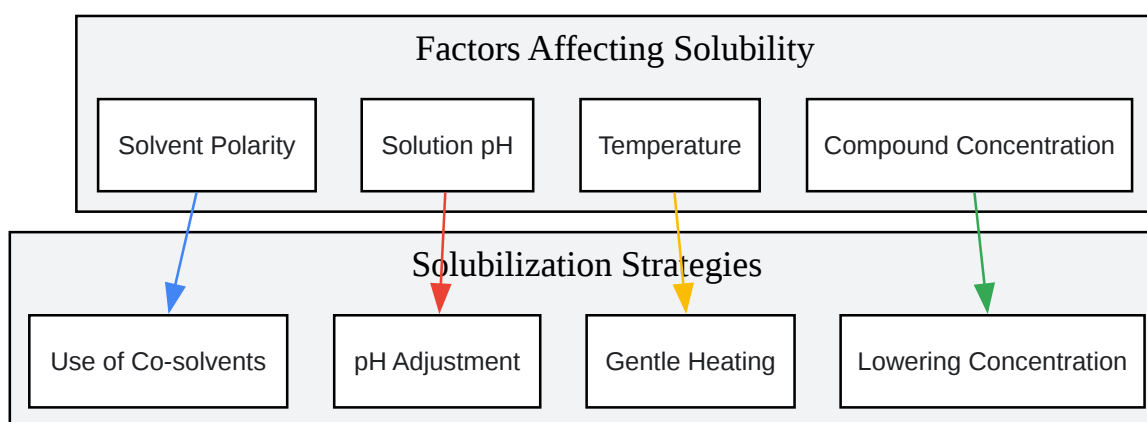 Factors Affecting Solubility
Solvent Polarity
Solution pH
Temperature
Compound Concentration
Solubilization Strategies
Use of Co-solvents
pH Adjustment
Gentle Heating
Lowering Concentration